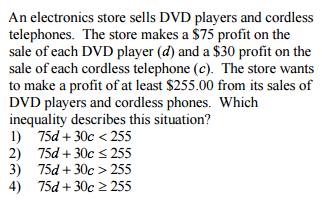 An electronics store sells DVD players and cordless
telephones. The store makes a $75 profit on the
sale of each DVD player (d) and a $30 profit on the
sale of each cordless telephone (c). The store wants
to make a profit of at least $255.00 from its sales of
DVD players and cordless phones. Which
inequality describes this situation?
1) 75d + 30c < 255
2) 75d + 30c ≤ 255
3) 75d + 30c > 255
4) 75d + 30c ≥ 255